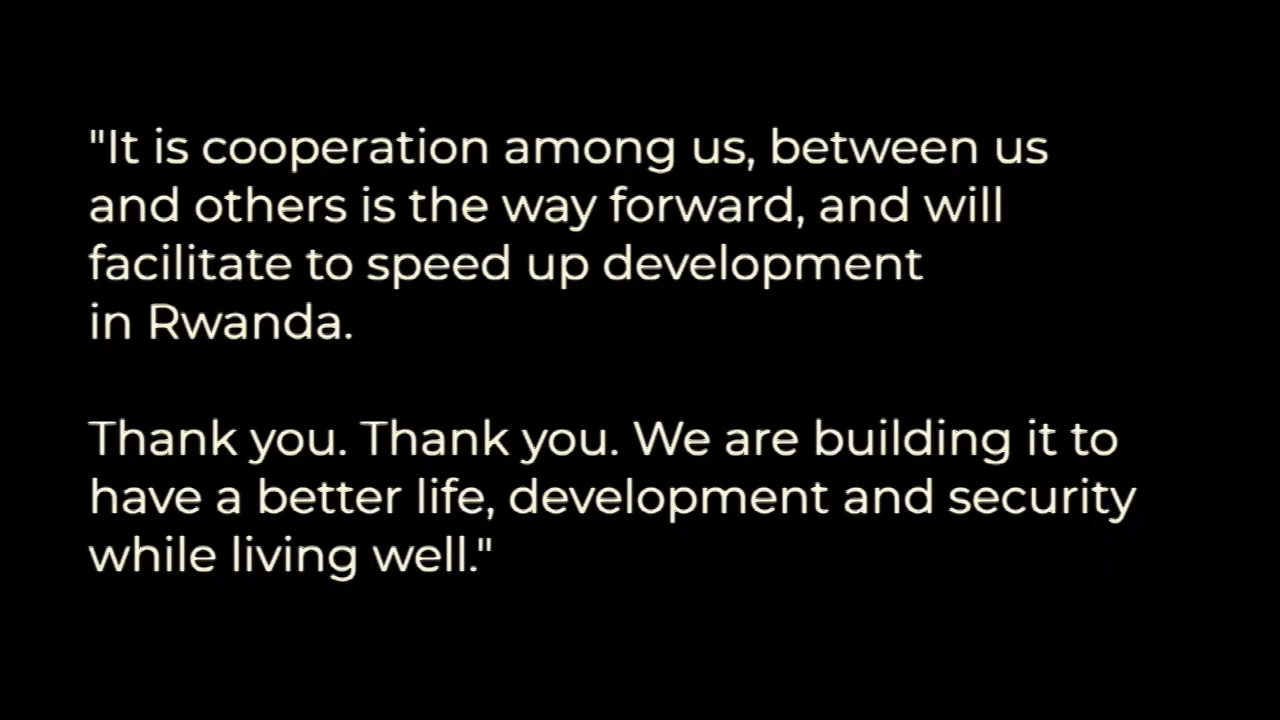 "It is cooperation among us, between us
and others is the way forward, and will
facilitate to speed up development
in Rwanda.
Thank you. Thank you. We are building it to
have a better life, development and security
while living well."